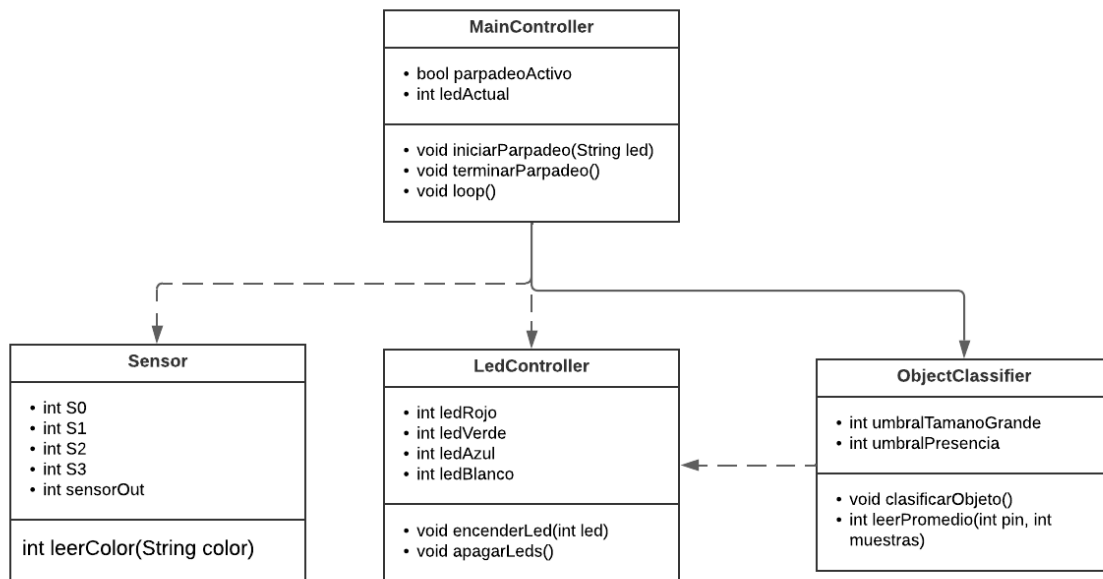 MainController
• bool parpadeoActivo
• int ledActual
• void iniciarParpadeo(String led)
• void terminarParpadeo()
• void loop()
Sensor
• int S0
• int S1
• int S2
• int S3
• int sensorOut
int leerColor(String color)
LedController
• int ledRojo
• int ledVerde
• int ledAzul
• int ledBlanco
• void encenderLed(int led)
• void apagarLeds()
ObjectClassifier
• int umbralTamanoGrande
• int umbralPresencia
• void clasificarObjeto()
• int leerPromedio(int pin, int
muestras)